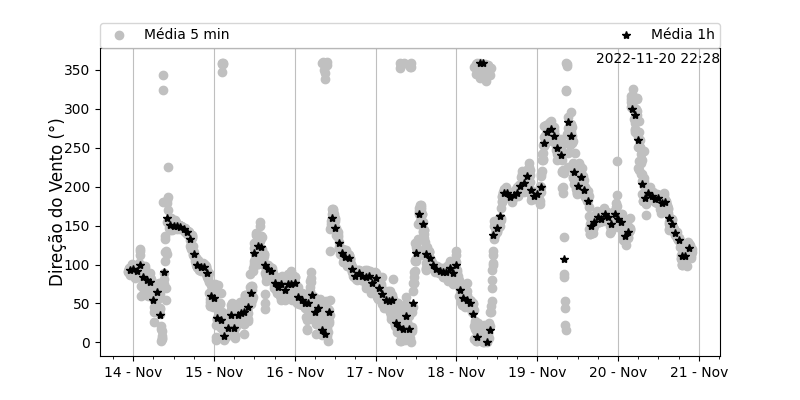 Média 5 min
Média 1h
2022-11-20 22:28
Direção do Vento (°)
350
300
250
200
150
100
50
0
14 - Nov
15 - Nov
16 - Nov
17 - Nov
18 - Nov
19 - Nov
20 - Nov
21 - Nov